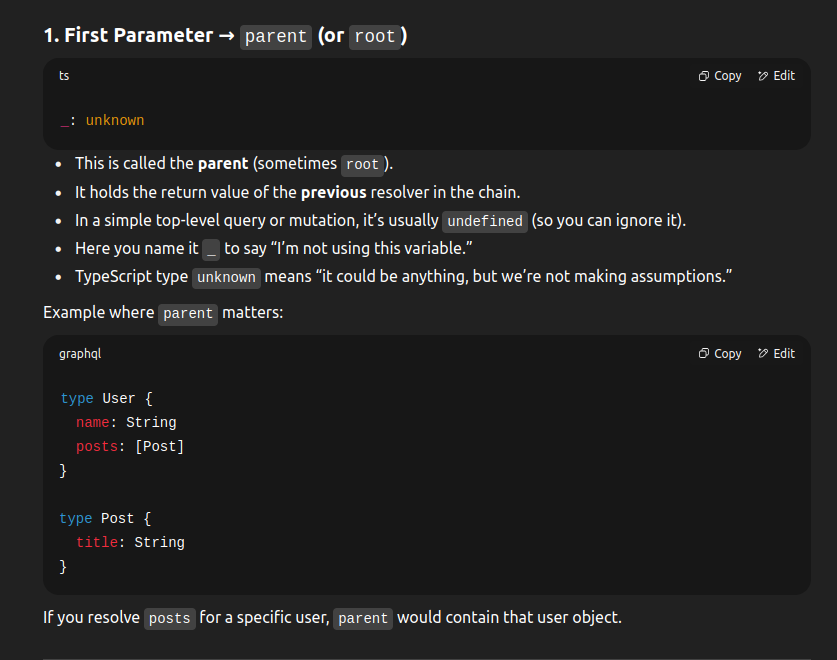 1. First Parameter → parent (or root)
ts
Copy
Edit
_: unknown
• This is called the parent (sometimes root).
• It holds the return value of the previous resolver in the chain.
• In a simple top-level query or mutation, it’s usually undefined (so you can ignore it).
• Here you name it _ to say “I’m not using this variable.”
• TypeScript type unknown means “it could be anything, but we’re not making assumptions.”
Example where parent matters:
graphql
Copy
Edit
type User {
  name: String
  posts: [Post]
}

type Post {
  title: String
}
If you resolve posts for a specific user, parent would contain that user object.